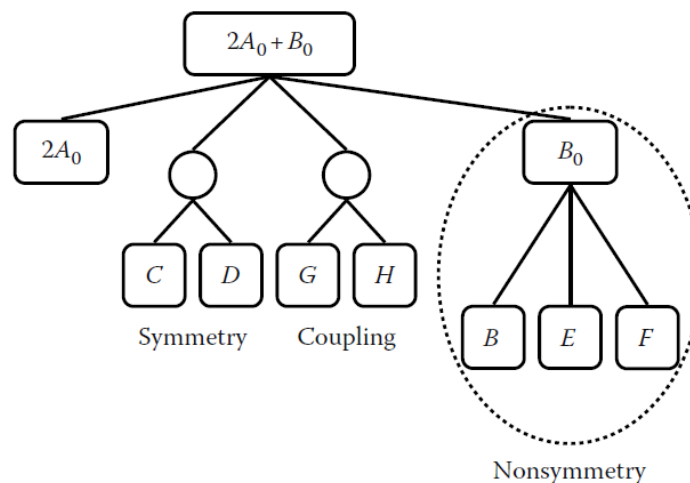 2A₀ + B₀
2A₀
B₀
C
D
G
H
B
E
F
Symmetry
Coupling
Nonsymmetry